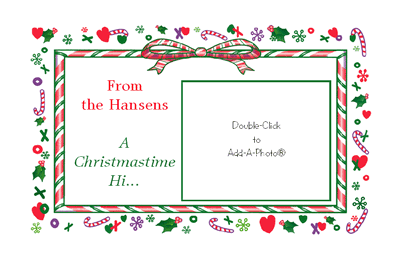 From
the Hansens
A
Christmastime
Hi...
Double-Click
to
Add-A-Photo®